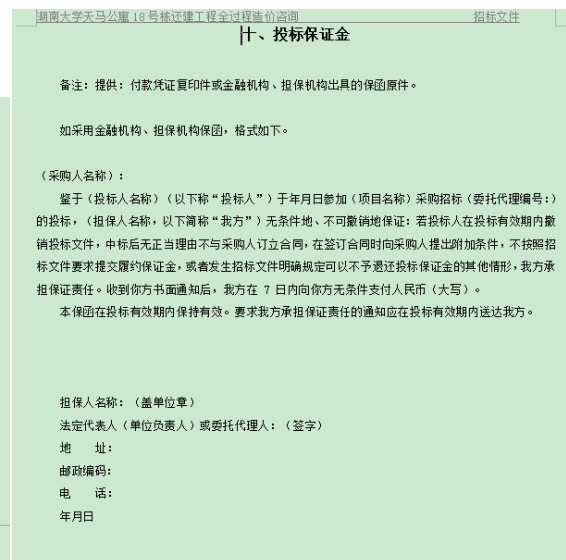 湖南大学天马公寓 18 号栋还建工程全过程造价咨询 招标文件
十、投标保证金
备注：提供：付款凭证复印件或金融机构、担保机构出具的保函原件。
如采用金融机构、担保机构保函，格式如下。
（采购人名称）：
鉴于（投标人名称）（以下称“投标人”）于年月日参加（项目名称）采购招标（委托代理编号：）
的投标，（担保人名称，以下简称“我方”）无条件地、不可撤销地保证：若投标人在投标有效期内撤
销投标文件，中标后无正当理由不与采购人订立合同，在签订合同时向采购人提出附加条件，不按照招
标文件要求提交履约保证金，或者发生招标文件明确规定可以不予退还投标保证金的其他情形，我方承
担保证责任。收到你方书面通知后，我方在 7 日内向你方无条件支付人民币（大写）。
本保函在投标有效期内保持有效。要求我方承担保证责任的通知应在投标有效期内送达我方。
担保人名称：（盖单位章）
法定代表人（单位负责人）或委托代理人：（签字）
地 址：
邮政编码：
电 话：
年月日